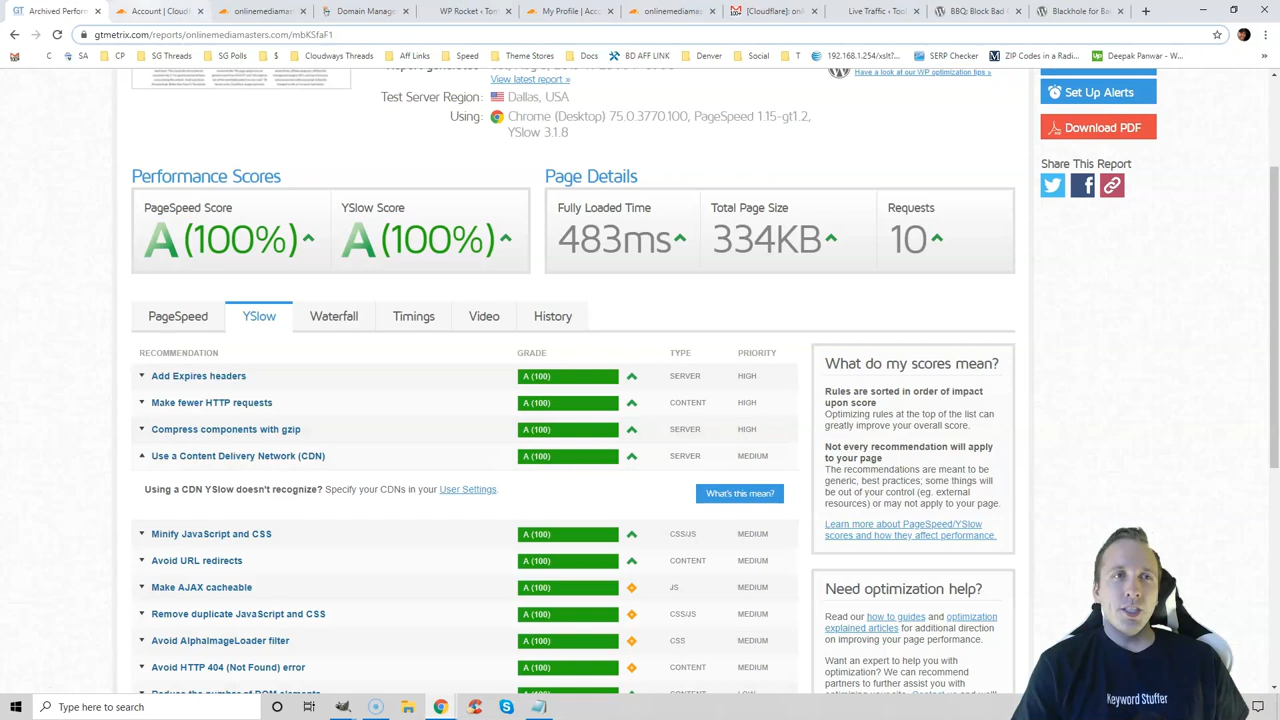 Archived Perfor
Account | Cloudf
onlinemediamas
Domain Manage
WP Rocket ‹ Tom
My Profile | Acco
onlinemediamas
[Cloudflare]: onl
Live Traffic ‹ Tom
BBQ: Block Bad
Blackhole for Ba
gtmetrix.com/reports/onlinemediamasters.com/mbKSfaF1
SA
CP
SG Threads
SG Polls
$
Cloudways Threads
Aff Links
Speed
Theme Stores
Docs
BD AFF LINK
Denver
Social
T
192.168.1.254/xslt?...
SERP Checker
ZIP Codes in a Radi...
Deepak Panwar - W...
View latest report »
Have a look at our WP optimization tips »
Test Server Region:
Dallas, USA
Using:
Chrome (Desktop) 75.0.3770.100, PageSpeed 1.15-gt1.2,
YSlow 3.1.8
Set Up Alerts
Download PDF
Share This Report
Performance Scores
Page Details
PageSpeed Score
YSlow Score
Fully Loaded Time
Total Page Size
Requests
A (100%)
A (100%)
483ms
334KB
10
PageSpeed
YSlow
Waterfall
Timings
Video
History
RECOMMENDATION
GRADE
TYPE
PRIORITY
Add Expires headers
A (100)
SERVER
HIGH
Make fewer HTTP requests
A (100)
CONTENT
HIGH
Compress components with gzip
A (100)
SERVER
HIGH
Use a Content Delivery Network (CDN)
A (100)
SERVER
MEDIUM
Using a CDN YSlow doesn't recognize? Specify your CDNs in your User Settings.
What's this mean?
Minify JavaScript and CSS
A (100)
CSS/JS
MEDIUM
Avoid URL redirects
A (100)
CONTENT
MEDIUM
Make AJAX cacheable
A (100)
JS
MEDIUM
Remove duplicate JavaScript and CSS
A (100)
CSS/JS
MEDIUM
Avoid AlphaImageLoader filter
A (100)
CSS
MEDIUM
Avoid HTTP 404 (Not Found) error
A (100)
CONTENT
MEDIUM
What do my scores mean?
Rules are sorted in order of impact
upon score
Optimizing rules at the top of the list can
greatly improve your overall score.
Not every recommendation will apply
to your page
The recommendations are meant to be
generic, best practices; some things will
be out of your control (eg. external
resources) or may not apply to your page.
Learn more about PageSpeed/YSlow
scores and how they affect performance.
Need optimization help?
Read our how to guides and optimization
explained articles for additional direction
on improving your page performance.
Want an expert to help you with
optimization? We can recommend
partners to further assist you with
Keyword Stuffer
Type here to search